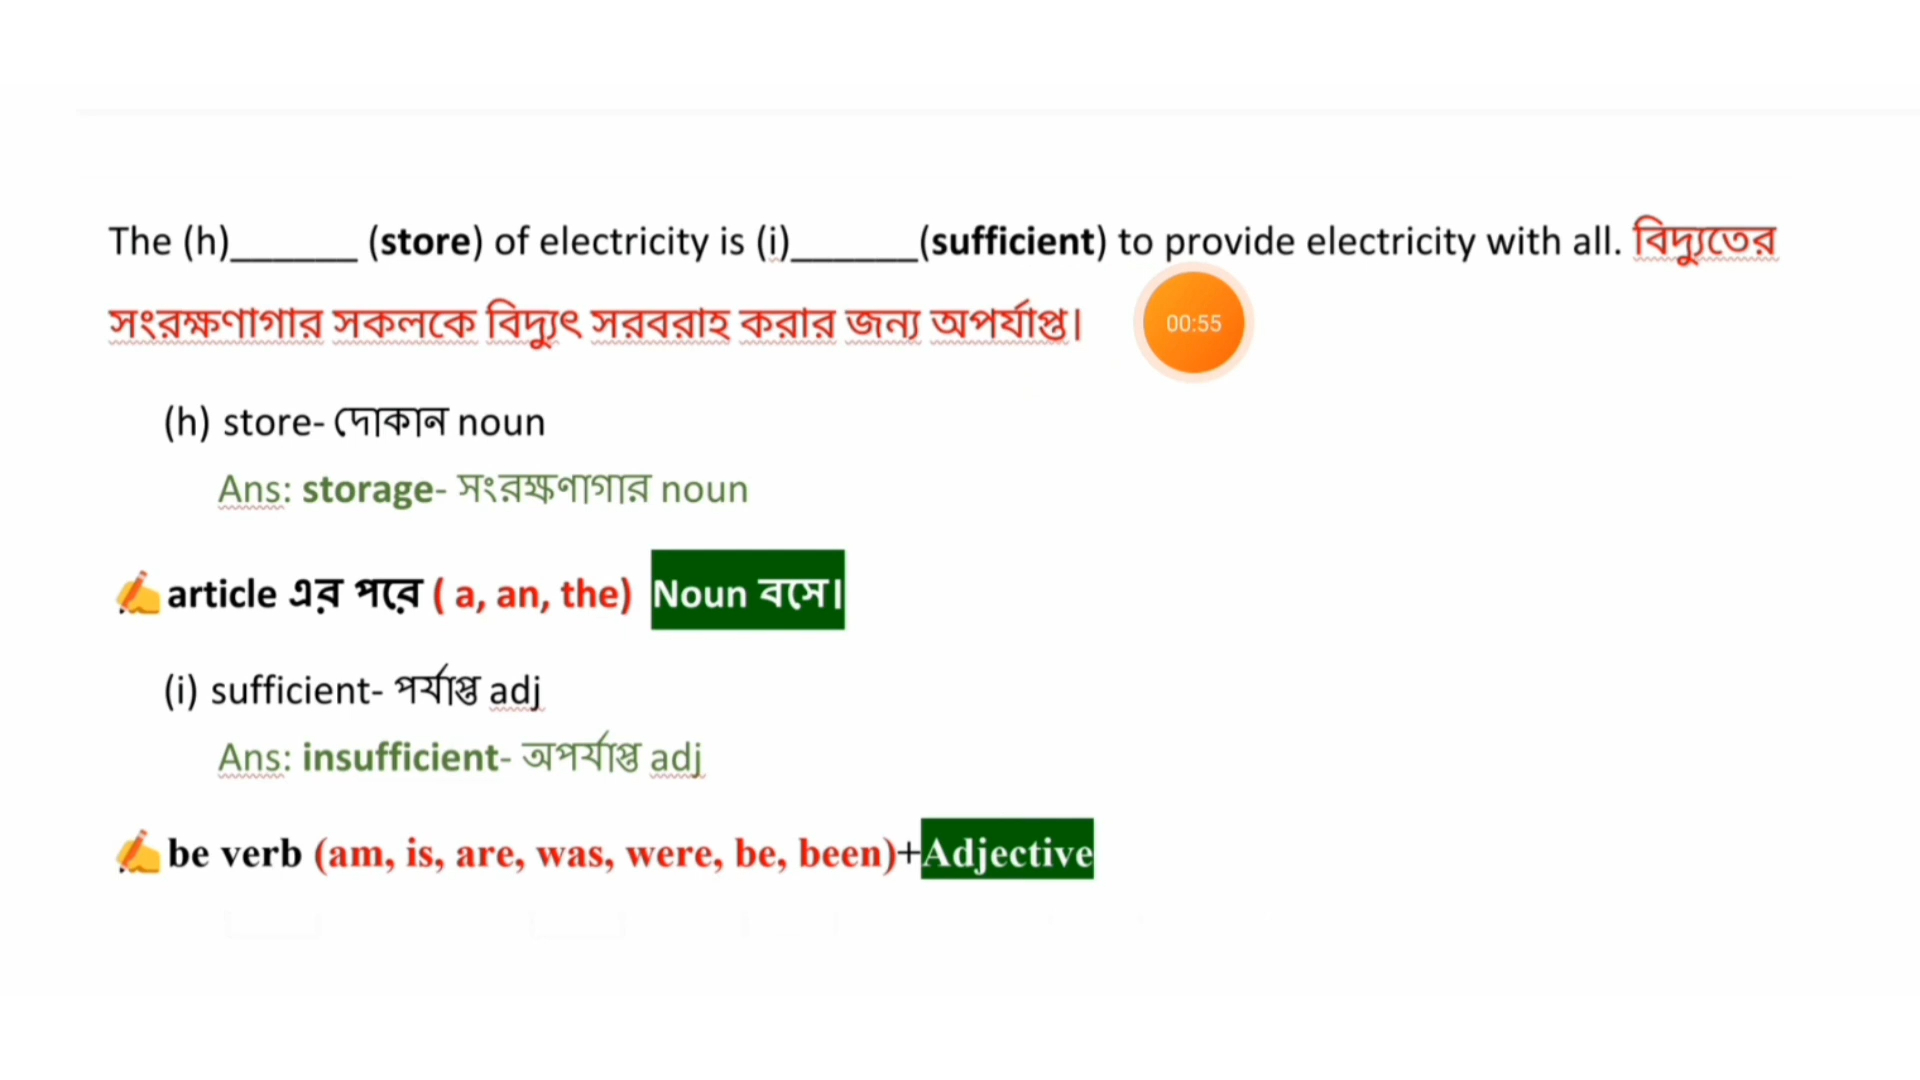 The (h)______ (store) of electricity is (i)______(sufficient) to provide electricity with all. বিদ্যুতের
সংরক্ষণাগার সকলকে বিদ্যুৎ সরবরাহ করার জন্য অপর্যাপ্ত।
00:55
(h) store- দোকান noun
Ans: storage- সংরক্ষণাগার noun
✍article এর পরে ( a, an, the) Noun বসে।
(i) sufficient- পর্যাপ্ত adj
Ans: insufficient- অপর্যাপ্ত adj
✍be verb (am, is, are, was, were, be, been)+Adjective